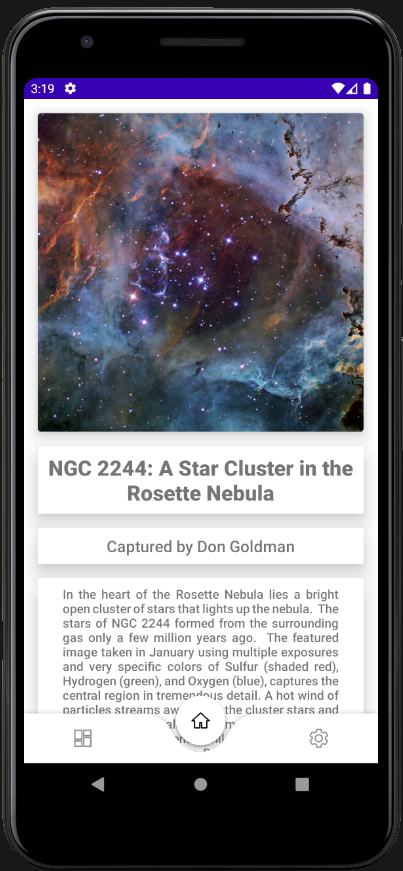 3:19
NGC 2244: A Star Cluster in the
Rosette Nebula
Captured by Don Goldman
In the heart of the Rosette Nebula lies a bright
open cluster of stars that lights up the nebula. The
stars of NGC 2244 formed from the surrounding
gas only a few million years ago. The featured
image taken in January using multiple exposures
and very specific colors of Sulfur (shaded red),
Hydrogen (green), and Oxygen (blue), captures the
central region in tremendous detail. A hot wind of
particles streams the cluster stars and